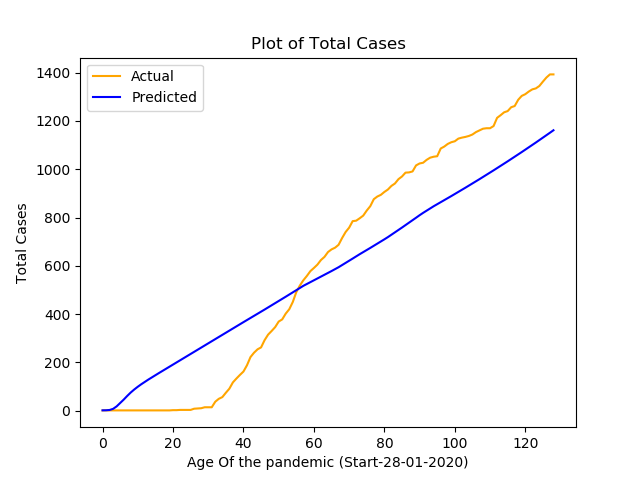 Plot of Total Cases
Actual
Predicted
Total Cases
1400
1200
1000
800
600
400
200
0
0 20 40 60 80 100 120
Age Of the pandemic (Start-28-01-2020)